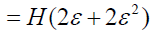 = H(2ε + 2ε²)